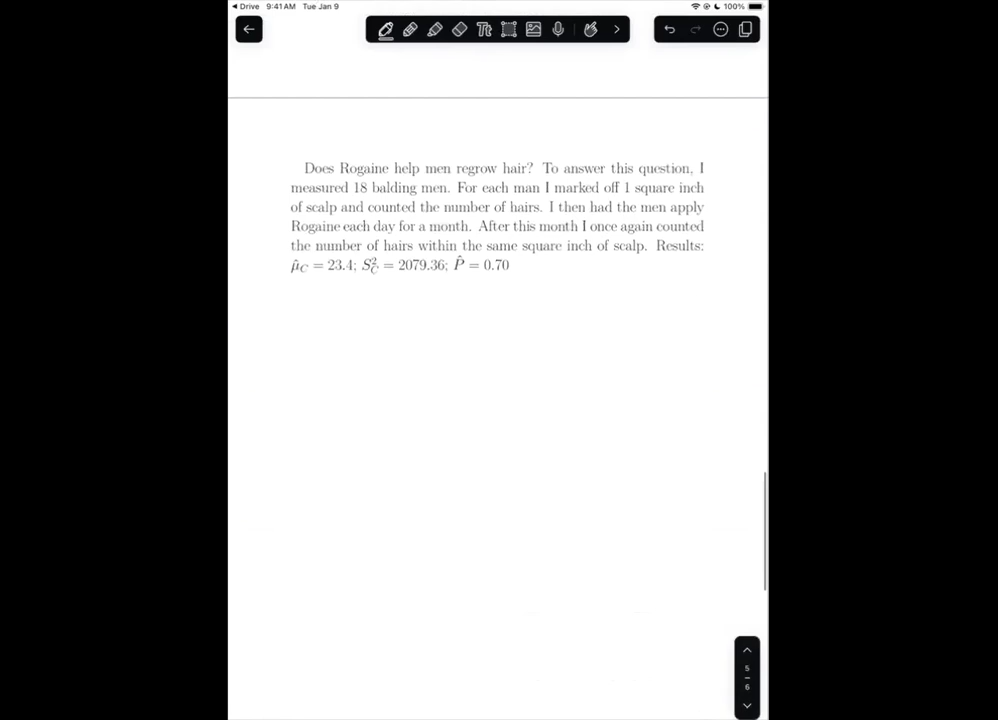 Drive 9:41 AM Tue Jan 9 100%
Tt
Does Rogaine help men regrow hair? To answer this question, I
measured 18 balding men. For each man I marked off 1 square inch
of scalp and counted the number of hairs. I then had the men apply
Rogaine each day for a month. After this month I once again counted
the number of hairs within the same square inch of scalp. Results:
μ̂_C = 23.4; S²_C = 2079.36; P̂ = 0.70
5
6